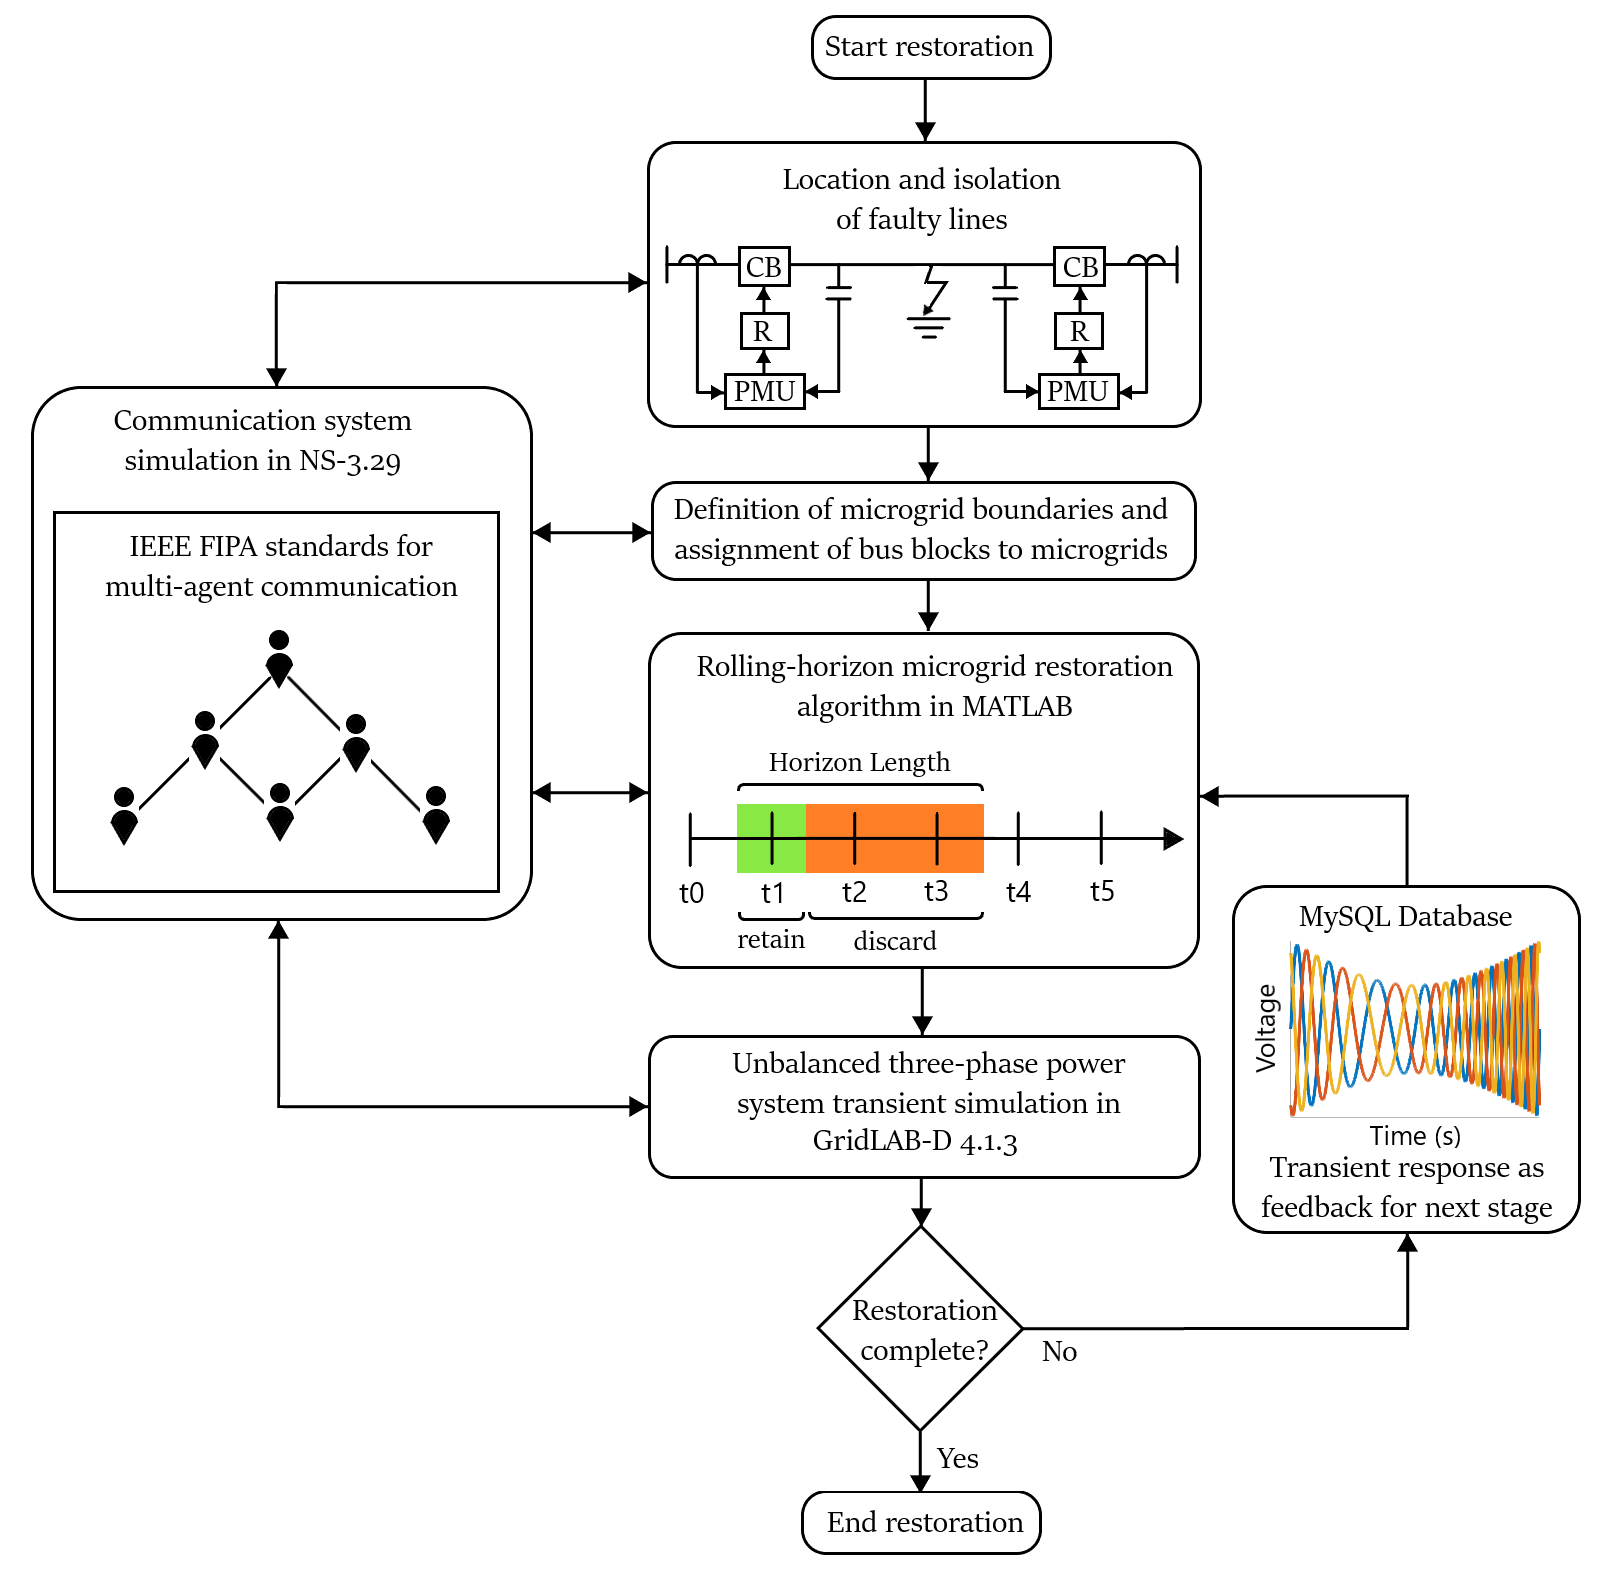 Start restoration
Location and isolation
of faulty lines
CB
CB
R
R
PMU
PMU
Communication system
simulation in NS-3.29
IEEE FIPA standards for
multi-agent communication
Definition of microgrid boundaries and
assignment of bus blocks to microgrids
Rolling-horizon microgrid restoration
algorithm in MATLAB
Horizon Length
t0 t1 t2 t3 t4 t5
retain discard
MySQL Database
Voltage
Time (s)
Transient response as
feedback for next stage
Unbalanced three-phase power
system transient simulation in
GridLAB-D 4.1.3
Restoration
complete?
No
Yes
End restoration